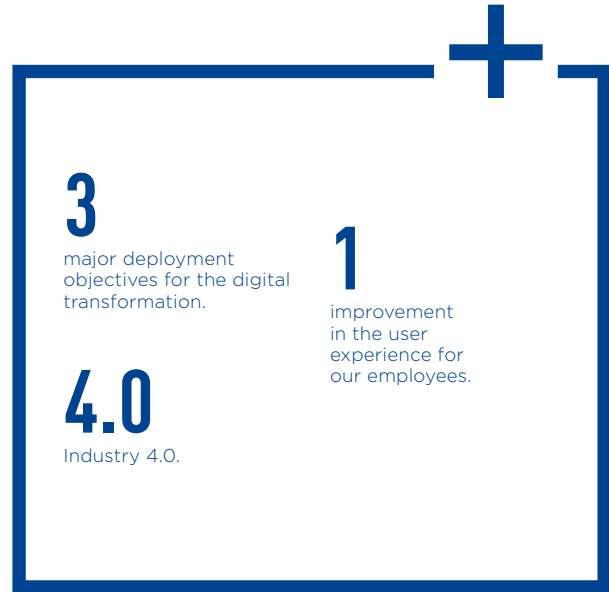 3
major deployment
objectives for the digital
transformation.
4.0
Industry 4.0.
1
improvement
in the user
experience for
our employees.